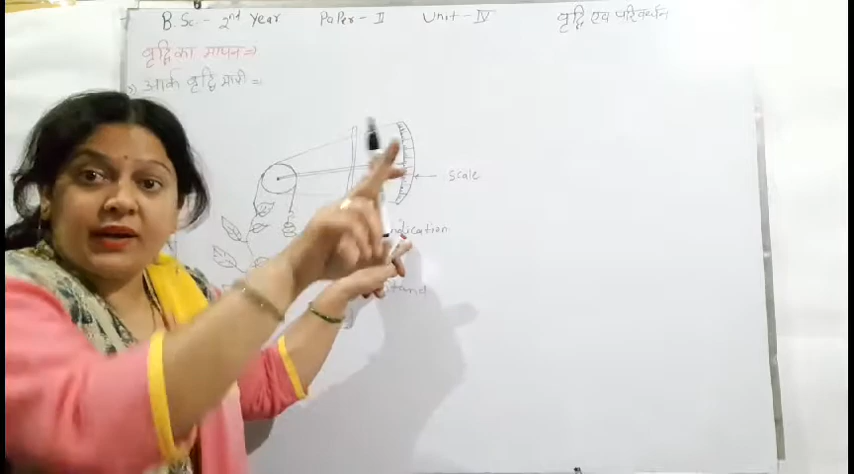 B.Sc.- 2nd Year PaPer- II Unit- IV वृद्धि एवं परिवर्धन
वृद्धि का मापन ⇒
आर्क वृद्धि मापी =
Scale